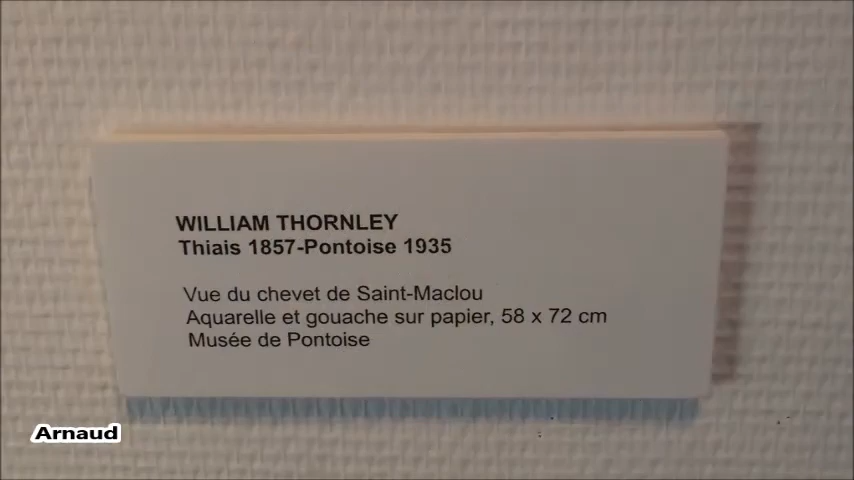 WILLIAM THORNLEY
Thiais 1857-Pontoise 1935
Vue du chevet de Saint-Maclou
Aquarelle et gouache sur papier, 58 x 72 cm
Musée de Pontoise
Arnaud